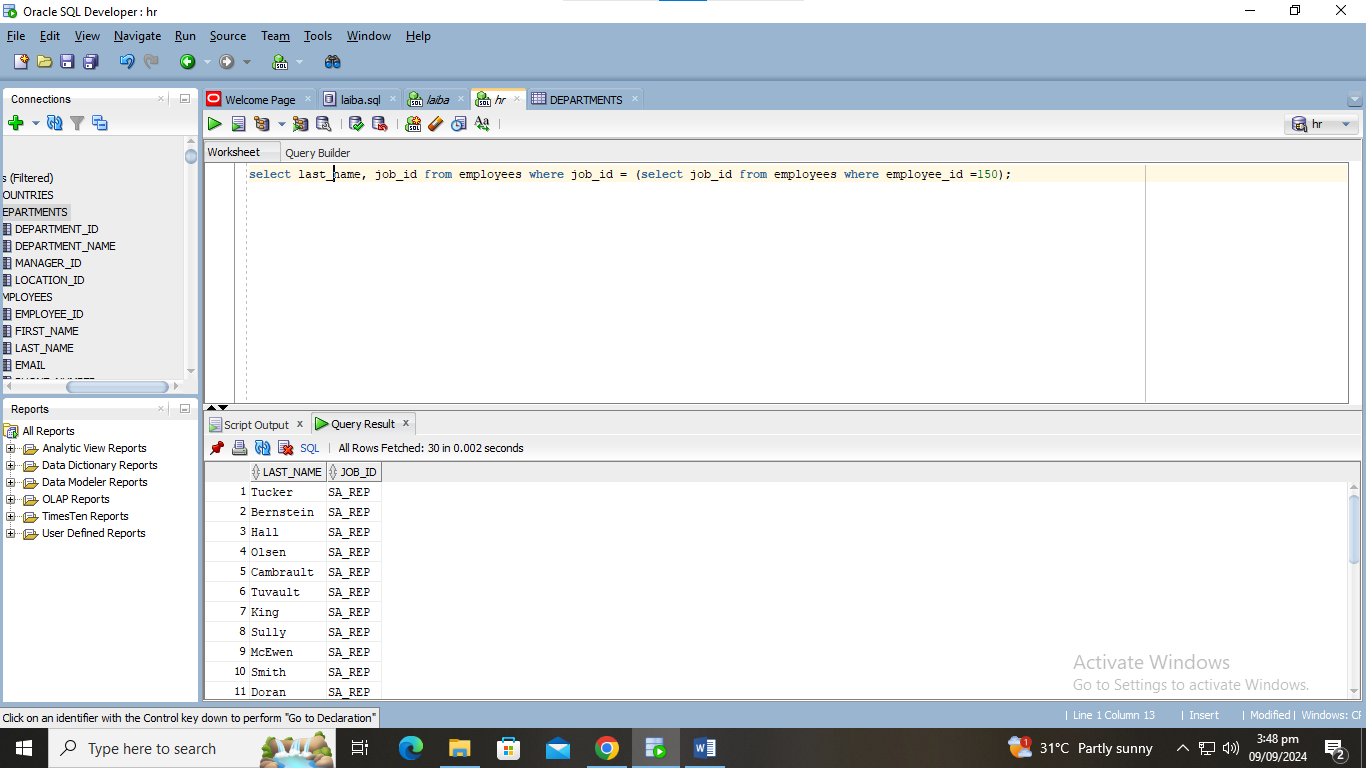 Oracle SQL Developer : hr
File Edit View Navigate Run Source Team Tools Window Help
Connections
s (Filtered)
OUNTRIES
EPARTMENTS
DEPARTMENT_ID
DEPARTMENT_NAME
MANAGER_ID
LOCATION_ID
MPLOYEES
EMPLOYEE_ID
FIRST_NAME
LAST_NAME
EMAIL
Reports
All Reports
Analytic View Reports
Data Dictionary Reports
Data Modeler Reports
OLAP Reports
TimesTen Reports
User Defined Reports
Welcome Page laiba.sql laiba hr DEPARTMENTS
hr
Worksheet Query Builder
select last_name, job_id from employees where job_id = (select job_id from employees where employee_id =150);
Script Output x Query Result x
SQL | All Rows Fetched: 30 in 0.002 seconds
LAST_NAME JOB_ID
1 Tucker SA_REP
2 Bernstein SA_REP
3 Hall SA_REP
4 Olsen SA_REP
5 Cambrault SA_REP
6 Tuvault SA_REP
7 King SA_REP
8 Sully SA_REP
9 McEwen SA_REP
10 Smith SA_REP
11 Doran SA_REP
Activate Windows
Go to Settings to activate Windows.
Click on an identifier with the Control key down to perform "Go to Declaration"
| Line 1 Column 13 | Insert | Modified | Windows: CF
Type here to search
31°C Partly sunny
3:48 pm
09/09/2024
2